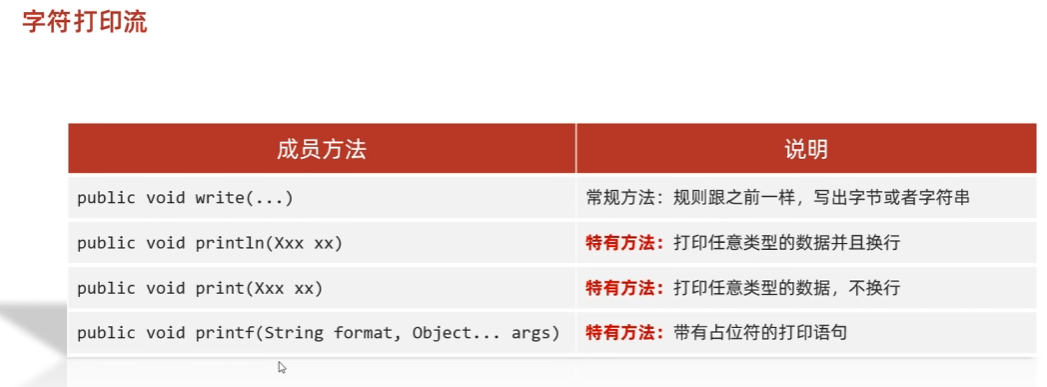 字符打印流
成员方法 说明
public void write(...) 常规方法：规则跟之前一样，写出字节或者字符串
public void println(Xxx xx) 特有方法：打印任意类型的数据并且换行
public void print(Xxx xx) 特有方法：打印任意类型的数据，不换行
public void printf(String format, Object... args) 特有方法：带有占位符的打印语句